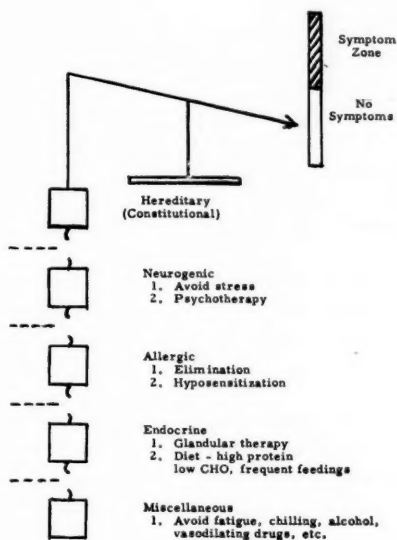 Symptom
Zone
No
Symptoms
Hereditary
(Constitutional)
Neurogenic
1. Avoid stress
2. Psychotherapy
Allergic
1. Elimination
2. Hyposensitization
Endocrine
1. Glandular therapy
2. Diet - high protein
low CHO, frequent feedings
Miscellaneous
1. Avoid fatigue, chilling, alcohol,
vasodilating drugs, etc.